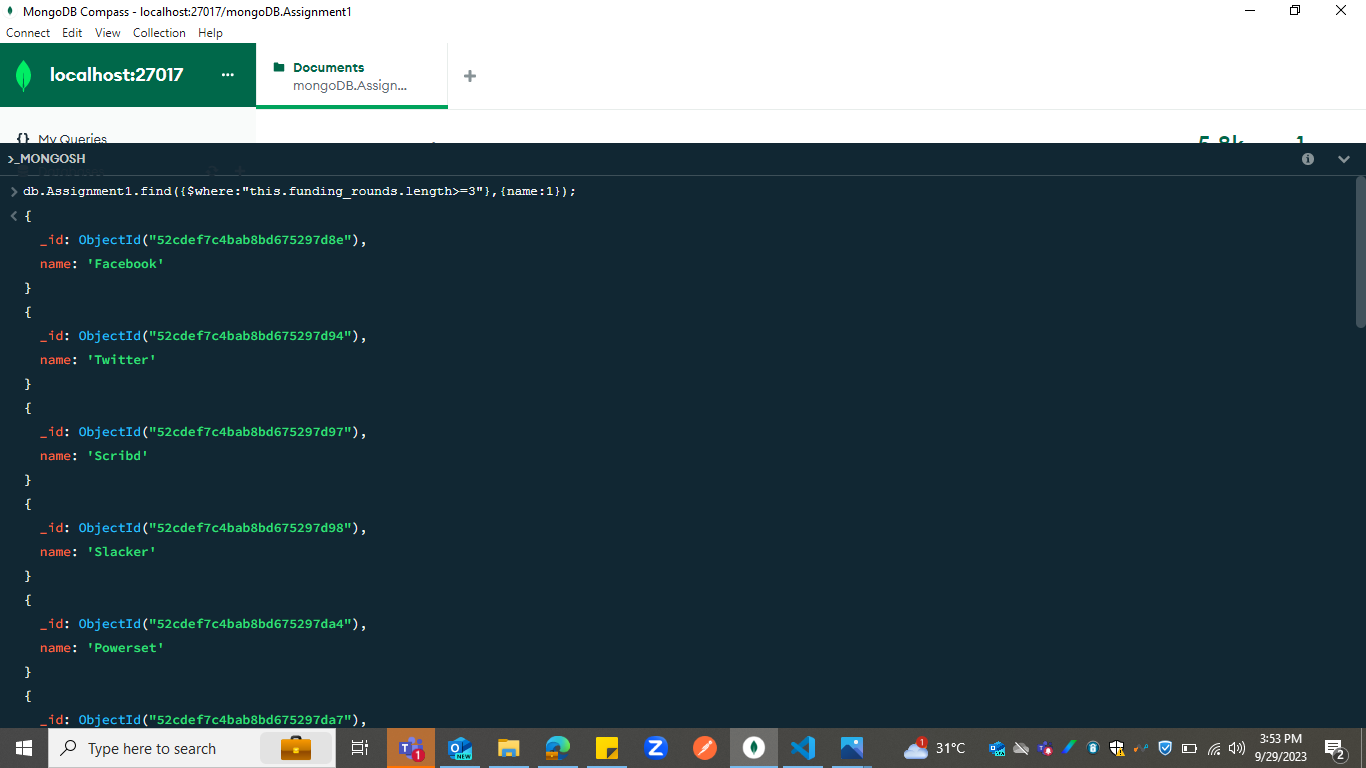 MongoDB Compass - localhost:27017/mongoDB.Assignment1
Connect Edit View Collection Help
localhost:27017 ...
Documents
mongoDB.Assign...
{} My Queries
5.8k 1
>_MONGOSH
db.Assignment1.find({$where:"this.funding_rounds.length>=3"},{name:1});
{
_id: ObjectId("52cdef7c4bab8bd675297d8e"),
name: 'Facebook'
}
{
_id: ObjectId("52cdef7c4bab8bd675297d94"),
name: 'Twitter'
}
{
_id: ObjectId("52cdef7c4bab8bd675297d97"),
name: 'Scribd'
}
{
_id: ObjectId("52cdef7c4bab8bd675297d98"),
name: 'Slacker'
}
{
_id: ObjectId("52cdef7c4bab8bd675297da4"),
name: 'Powerset'
}
{
_id: ObjectId("52cdef7c4bab8bd675297da7"),
Type here to search
1
NEW
1
31°C
3:53 PM
9/29/2023
2